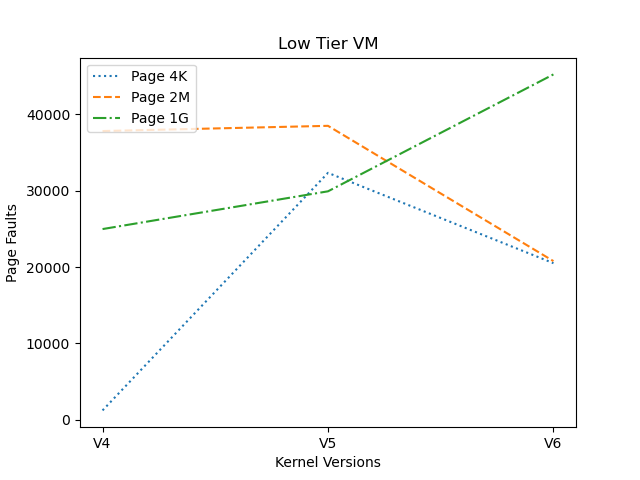 Low Tier VM
Page 4K
Page 2M
Page 1G
40000
30000
20000
10000
0
Page Faults
V4 V5 V6
Kernel Versions